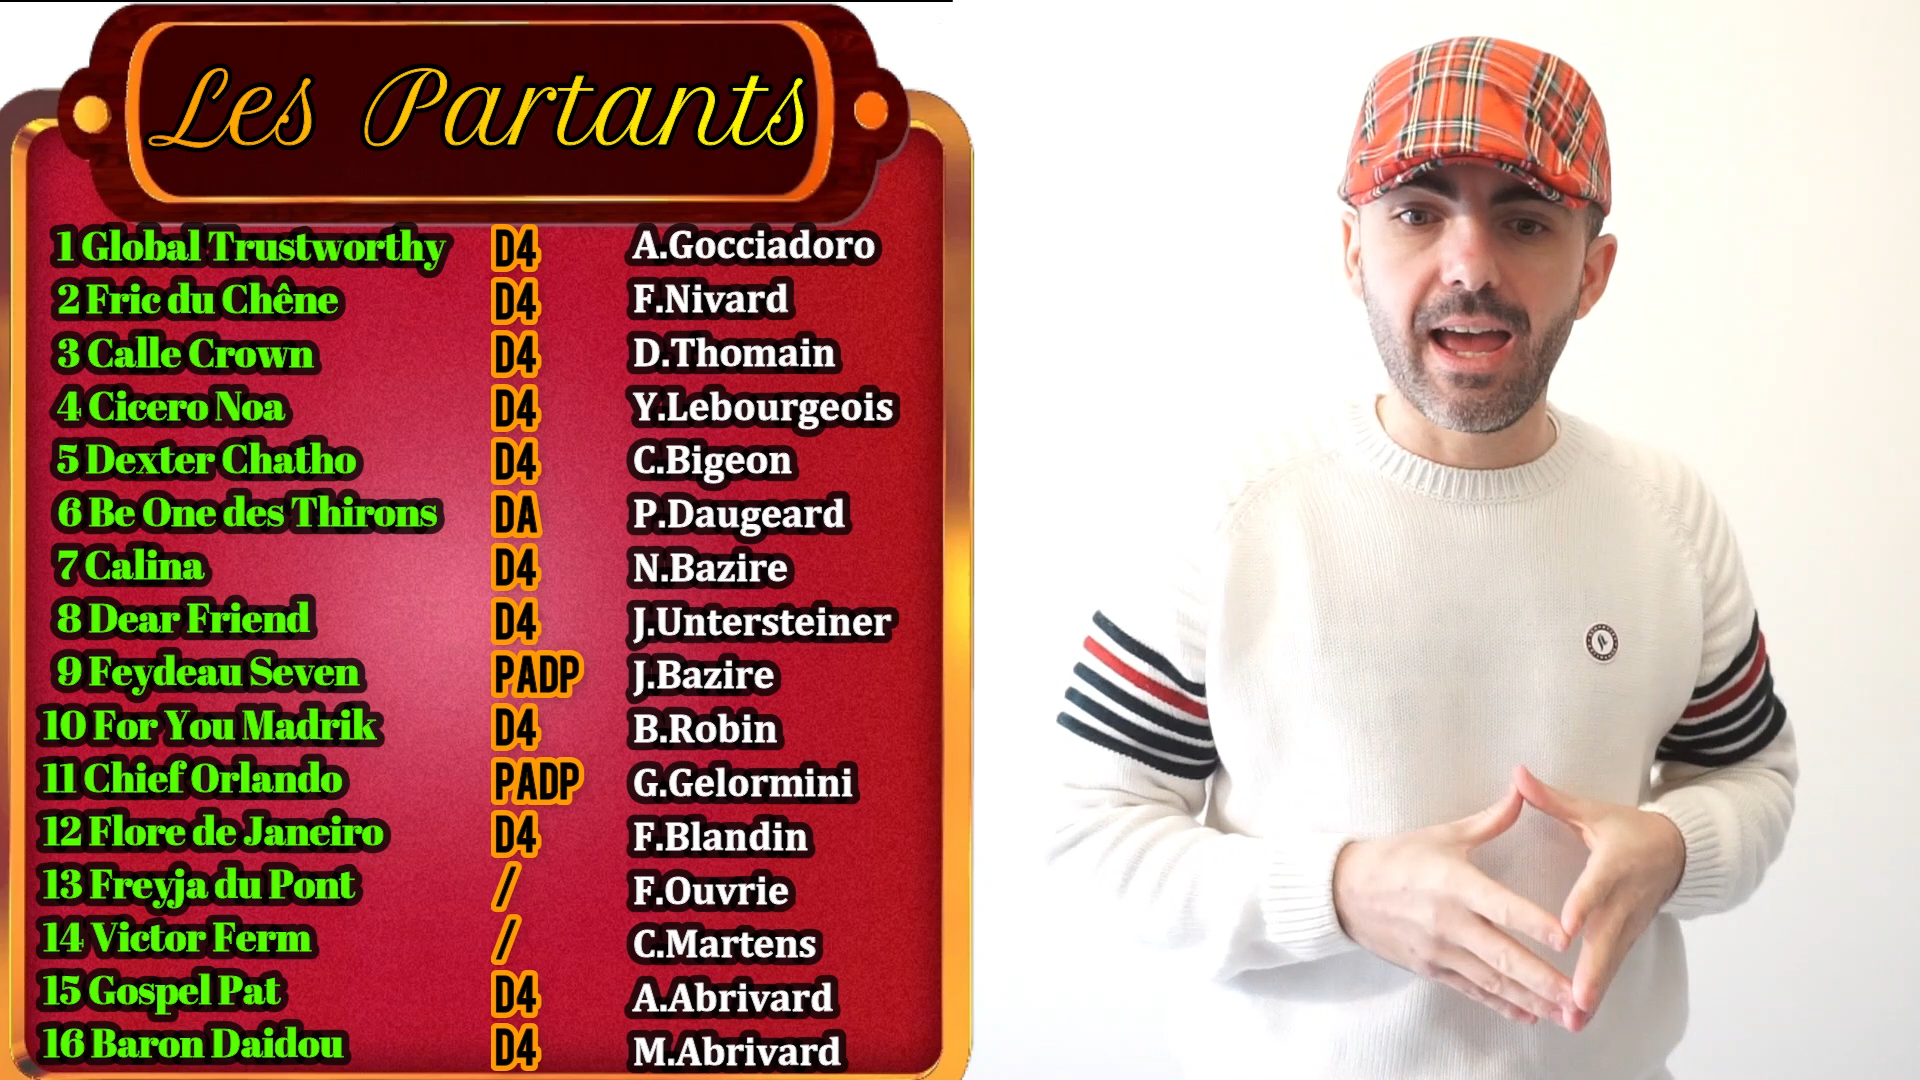 Les Partants
1 Global Trustworthy D4 A.Gocciadoro
2 Fric du Chêne D4 F.Nivard
3 Calle Crown D4 D.Thomain
4 Cicero Noa D4 Y.Lebourgeois
5 Dexter Chatho D4 C.Bigeon
6 Be One des Thirons DA P.Daugeard
7 Calina D4 N.Bazire
8 Dear Friend D4 J.Untersteiner
9 Feydeau Seven PADP J.Bazire
10 For You Madrik D4 B.Robin
11 Chief Orlando PADP G.Gelormini
12 Flore de Janeiro D4 F.Blandin
13 Freyja du Pont / F.Ouvrie
14 Victor Ferm / C.Martens
15 Gospel Pat D4 A.Abrivard
16 Baron Daidou D4 M.Abrivard